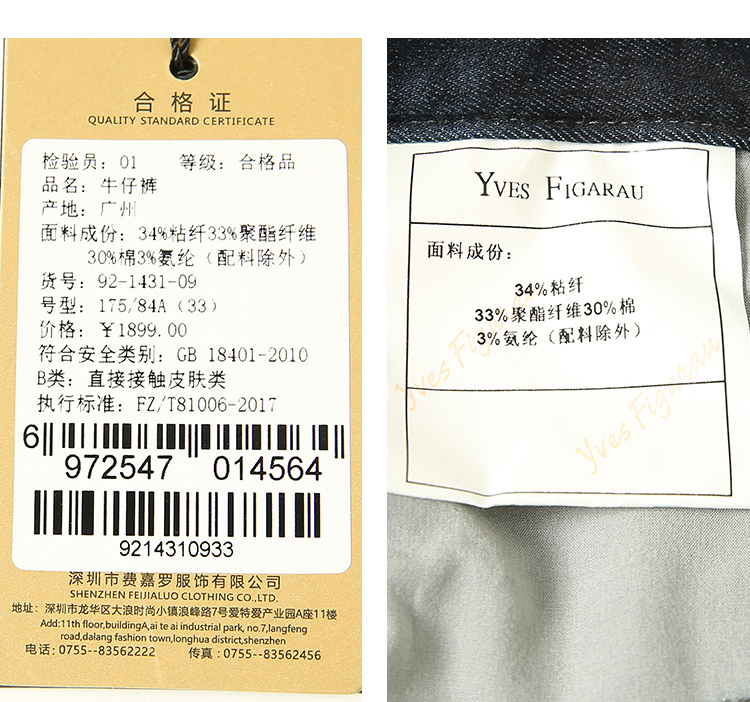 合格证
QUALITY STANDARD CERTIFICATE
检验员：01 等级：合格品
品名：牛仔裤
产地：广州
面料成份：34%粘纤33%聚酯纤维
30%棉3%氨纶（配料除外）
货号：92-1431-09
号型：175/84A（33）
价格：￥1899.00
符合安全类别：GB 18401-2010
B类：直接接触皮肤类
执行标准：FZ/T81006-2017
6 972547 014564
9214310933
深圳市费嘉罗服饰有限公司
SHENZHEN FEIJIALUO CLOTHING CO.,LTD.
地址：深圳市龙华区大浪时尚小镇浪峰路7号爱特爱产业园A座11楼
Add:11th floor,buildingA,ai te ai industrial park, no.7,langfeng
road,dalang fashion town,longhua district,shenzhen
电话：0755--83562222 传真：0755--83562456
YVES FIGARAU
面料成份：
34%粘纤
33%聚酯纤维30%棉
3%氨纶（配料除外）
Yves Figarau
Yves Figarau